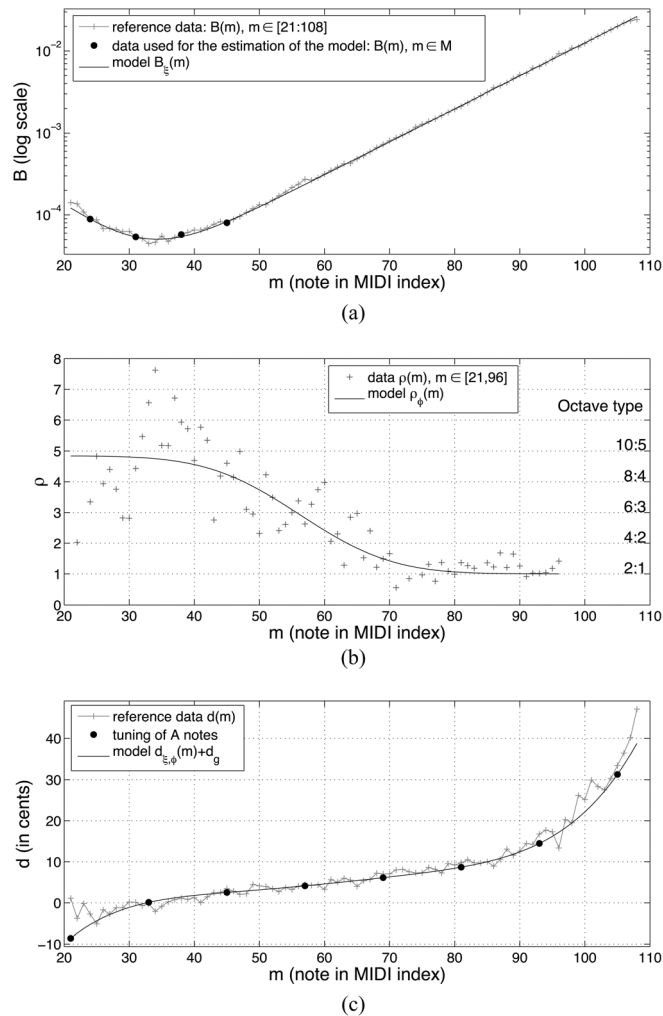 reference data: B(m), m∈[21:108]
data used for the estimation of the model: B(m), m∈M
model B_ξ(m)
B (log scale)
10^−2
10^−3
10^−4
20 30 40 50 60 70 80 90 100 110
m (note in MIDI index)
(a)
data ρ(m), m∈[21,96]
model ρ_ϕ(m)
Octave type
10:5
8:4
6:3
4:2
2:1
ρ
8
7
6
5
4
3
2
1
0
20 30 40 50 60 70 80 90 100 110
m (note in MIDI index)
(b)
reference data d(m)
tuning of A notes
model d_ξ,ϕ(m)+d_g
d (in cents)
40
30
20
10
0
−10
20 30 40 50 60 70 80 90 100 110
m (note in MIDI index)
(c)